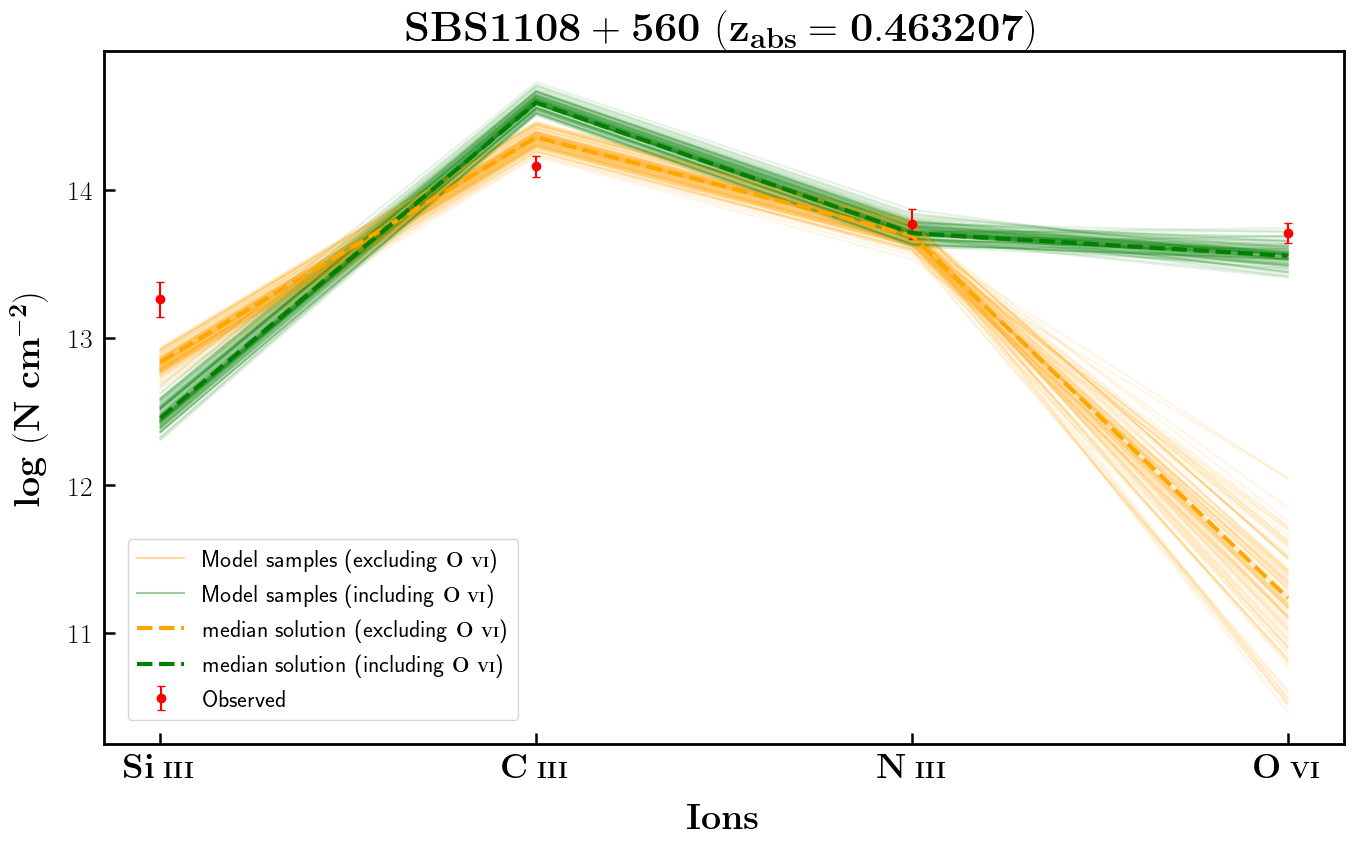 SBS1108 + 560 (z_abs = 0.463207)
log (N cm⁻²)
14
13
12
11
Model samples (excluding O VI)
Model samples (including O VI)
median solution (excluding O VI)
median solution (including O VI)
Observed
Si III C III N III O VI
Ions